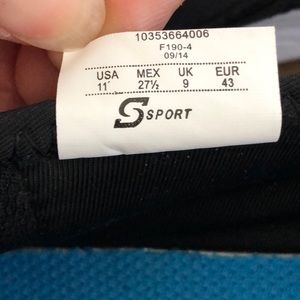 10353664006
F190-4
09/14
USA MEX UK EUR
11 27½ 9 43
S SPORT